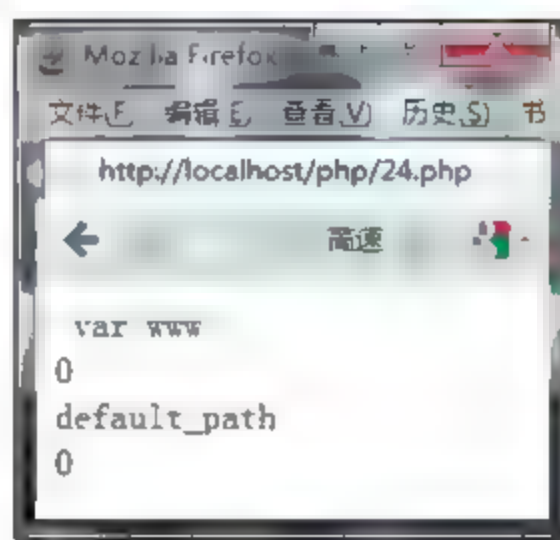 Mozilla Firefox
文件(F) 编辑(E) 查看(V) 历史(S) 书
http://localhost/php/24.php
高速
var www
0
default_path
0